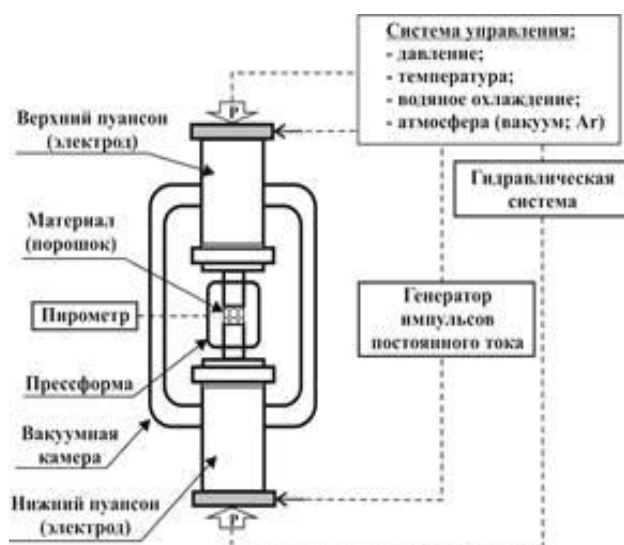 Система управления:
- давление;
- температура;
- водяное охлаждение;
- атмосфера (вакуум; Ar)
P
Верхний пуансон
(электрод)
Гидравлическая
система
Материал
(порошок)
Пирометр
Генератор
импульсов
постоянного тока
Прессформа
Вакуумная
камера
Нижний пуансон
(электрод)
P